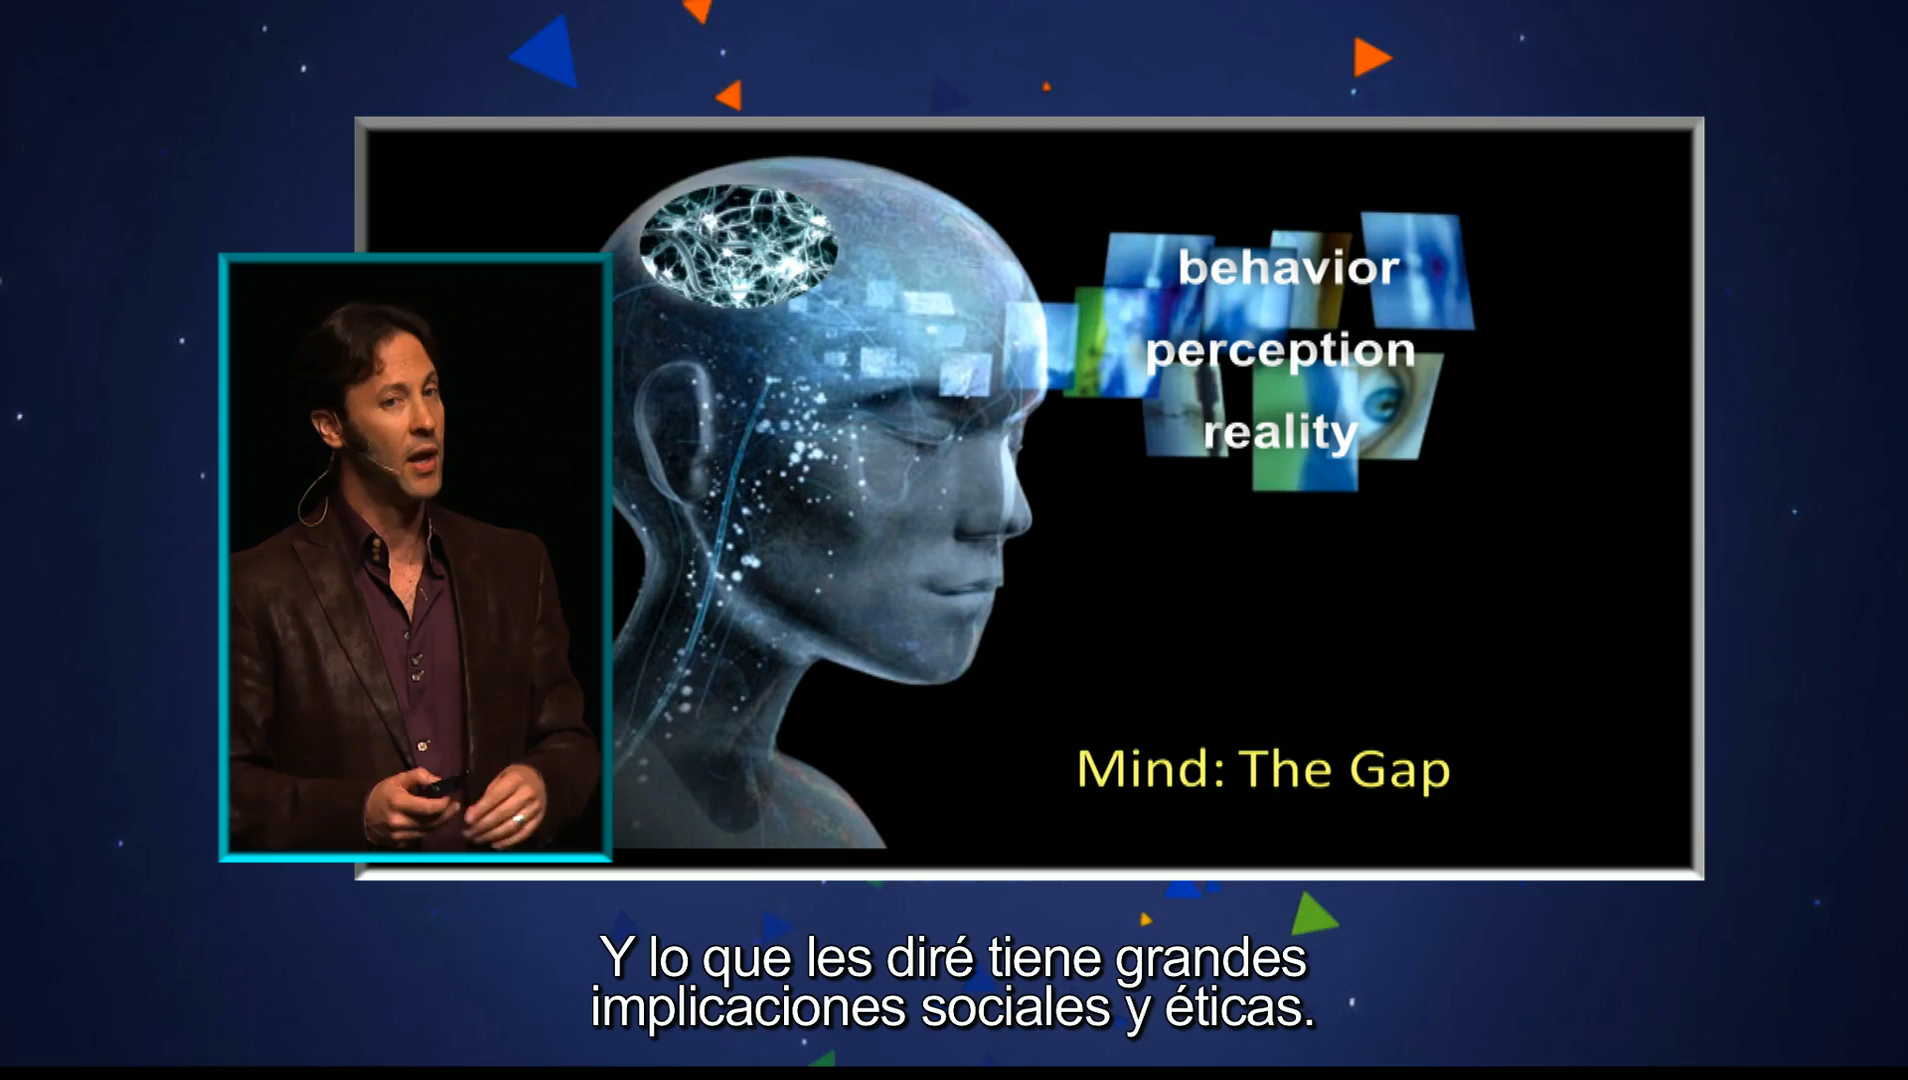 behavior
perception
reality
Mind: The Gap
Y lo que les diré tiene grandes
implicaciones sociales y éticas.